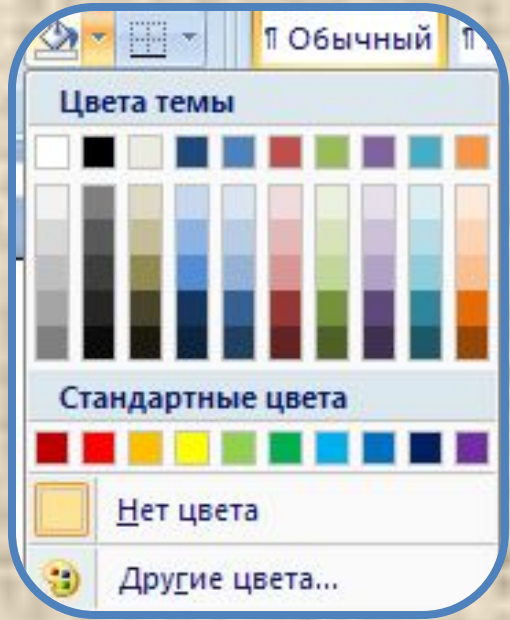 ¶ Обычный ¶
Цвета темы
Стандартные цвета
Нет цвета
Другие цвета...